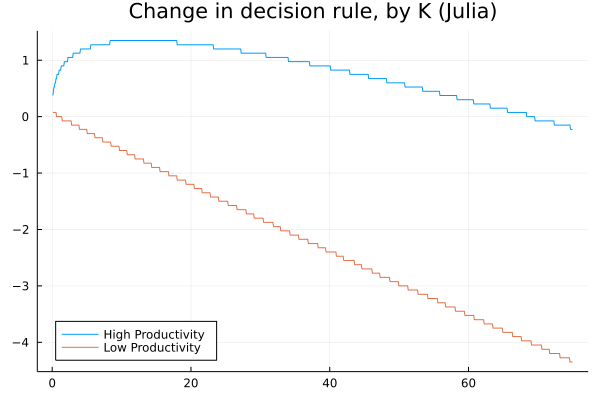 Change in decision rule, by K (Julia)
1
0
−1
−2
−3
−4
High Productivity
Low Productivity
0 20 40 60